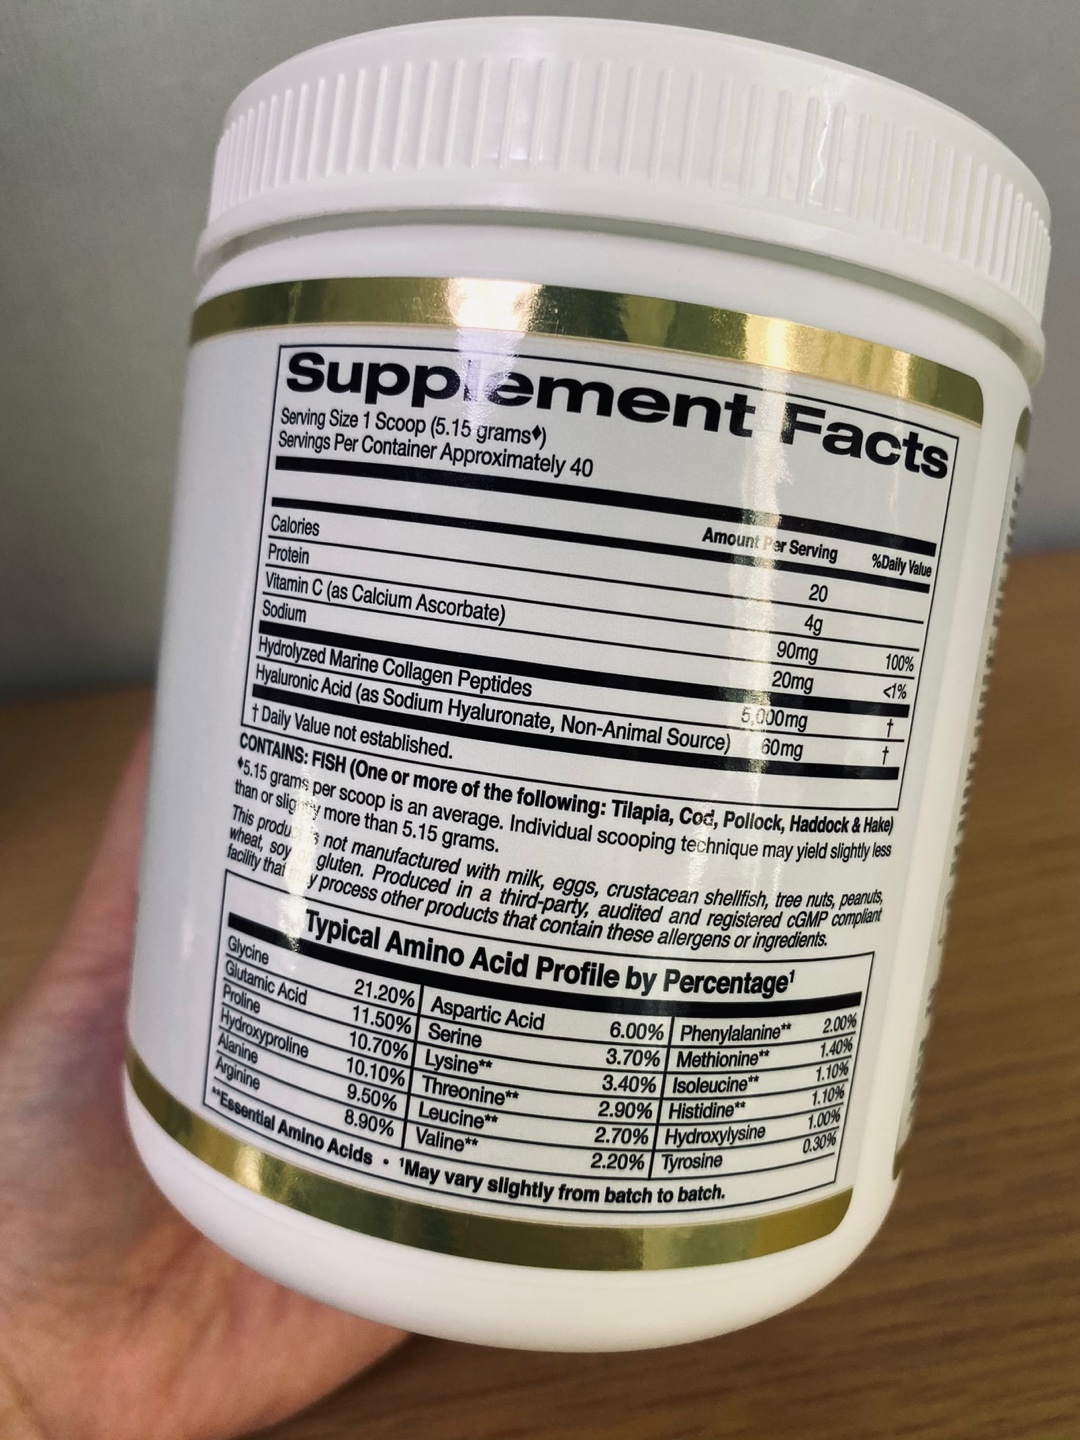 Supplement Facts
Serving Size 1 Scoop (5.15 grams♦)
Servings Per Container Approximately 40
Amount Per Serving %Daily Value
Calories 20
Protein 4g
Vitamin C (as Calcium Ascorbate) 90mg 100%
Sodium 20mg <1%
Hydrolyzed Marine Collagen Peptides 5,000mg †
Hyaluronic Acid (as Sodium Hyaluronate, Non-Animal Source) 60mg †
† Daily Value not established.
CONTAINS: FISH (One or more of the following: Tilapia, Cod, Pollock, Haddock & Hake)
♦5.15 grams per scoop is an average. Individual scooping technique may yield slightly less
than or slightly more than 5.15 grams.
This product is not manufactured with milk, eggs, crustacean shellfish, tree nuts, peanuts,
wheat, soy or gluten. Produced in a third-party, audited and registered cGMP compliant
facility that may process other products that contain these allergens or ingredients.
Typical Amino Acid Profile by Percentage¹
Glycine 21.20% Aspartic Acid 6.00% Phenylalanine** 2.00%
Glutamic Acid 11.50% Serine 3.70% Methionine** 1.40%
Proline 10.70% Lysine** 3.40% Isoleucine** 1.10%
Hydroxyproline 10.10% Threonine** 2.90% Histidine** 1.10%
Alanine 9.50% Leucine** 2.70% Hydroxylysine 1.00%
Arginine 8.90% Valine** 2.20% Tyrosine 0.30%
**Essential Amino Acids • ¹May vary slightly from batch to batch.